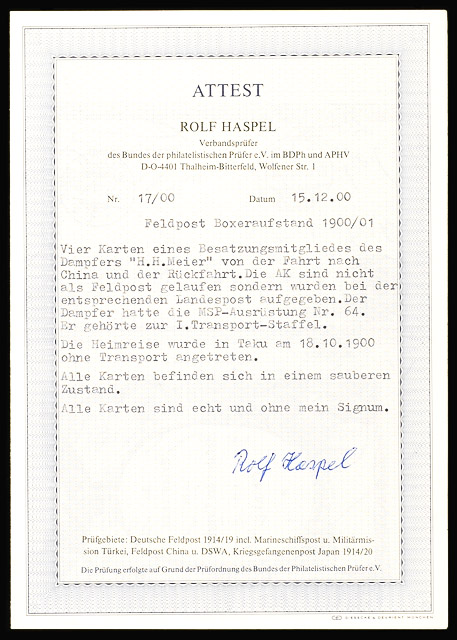 ATTEST
ROLF HASPEL
Verbandsprüfer
des Bundes der philatelistischen Prüfer e.V. im BDPh und APHV
D-O-4401 Thalheim-Bitterfeld, Wolfener Str. 1
Nr. 17/00 Datum 15.12.00
Feldpost Boxeraufstand 1900/01
Vier Karten eines Besatzungsmitgliedes des
Dampfers "H.H.Meier" von der Fahrt nach
China und der Rückfahrt.Die AK sind nicht
als Feldpost gelaufen sondern wurden bei der
entsprechenden Landespost aufgegeben.Der
Dampfer hatte die MSP-Ausrüstung Nr. 64.
Er gehörte zur I.Transport-Staffel.
Die Heimreise wurde in Taku am 18.10.1900
ohne Transport angetreten.
Alle Karten befinden sich in einem sauberen
Zustand.
Alle Karten sind echt und ohne mein Signum.
Rolf Haspel
Prüfgebiete: Deutsche Feldpost 1914/19 incl. Marineschiffspost u. Militärmis-
sion Türkei, Feldpost China u. DSWA, Kriegsgefangenenpost Japan 1914/20
Die Prüfung erfolgte auf Grund der Prüfordnung des Bundes der Philatelistischen Prüfer e.V.
GIESECKE & DEVRIENT MÜNCHEN